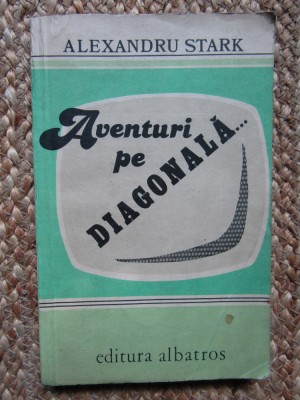 ALEXANDRU STARK
Aventuri
pe
DIAGONALĂ...
editura albatros